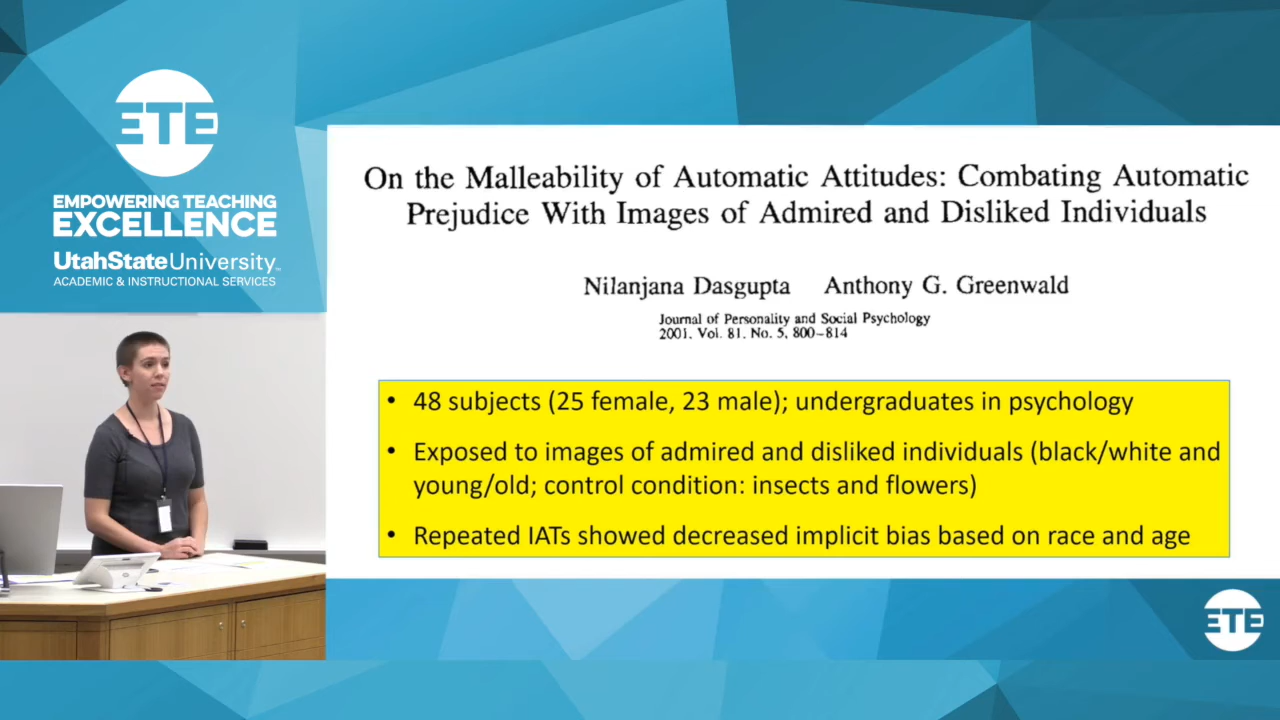 ETE
EMPOWERING TEACHING
EXCELLENCE
UtahStateUniversity
ACADEMIC & INSTRUCTIONAL SERVICES
On the Malleability of Automatic Attitudes: Combating Automatic
Prejudice With Images of Admired and Disliked Individuals
Nilanjana Dasgupta Anthony G. Greenwald
Journal of Personality and Social Psychology
2001. Vol. 81. No. 5, 800–814
• 48 subjects (25 female, 23 male); undergraduates in psychology
• Exposed to images of admired and disliked individuals (black/white and
young/old; control condition: insects and flowers)
• Repeated IATs showed decreased implicit bias based on race and age
ETE